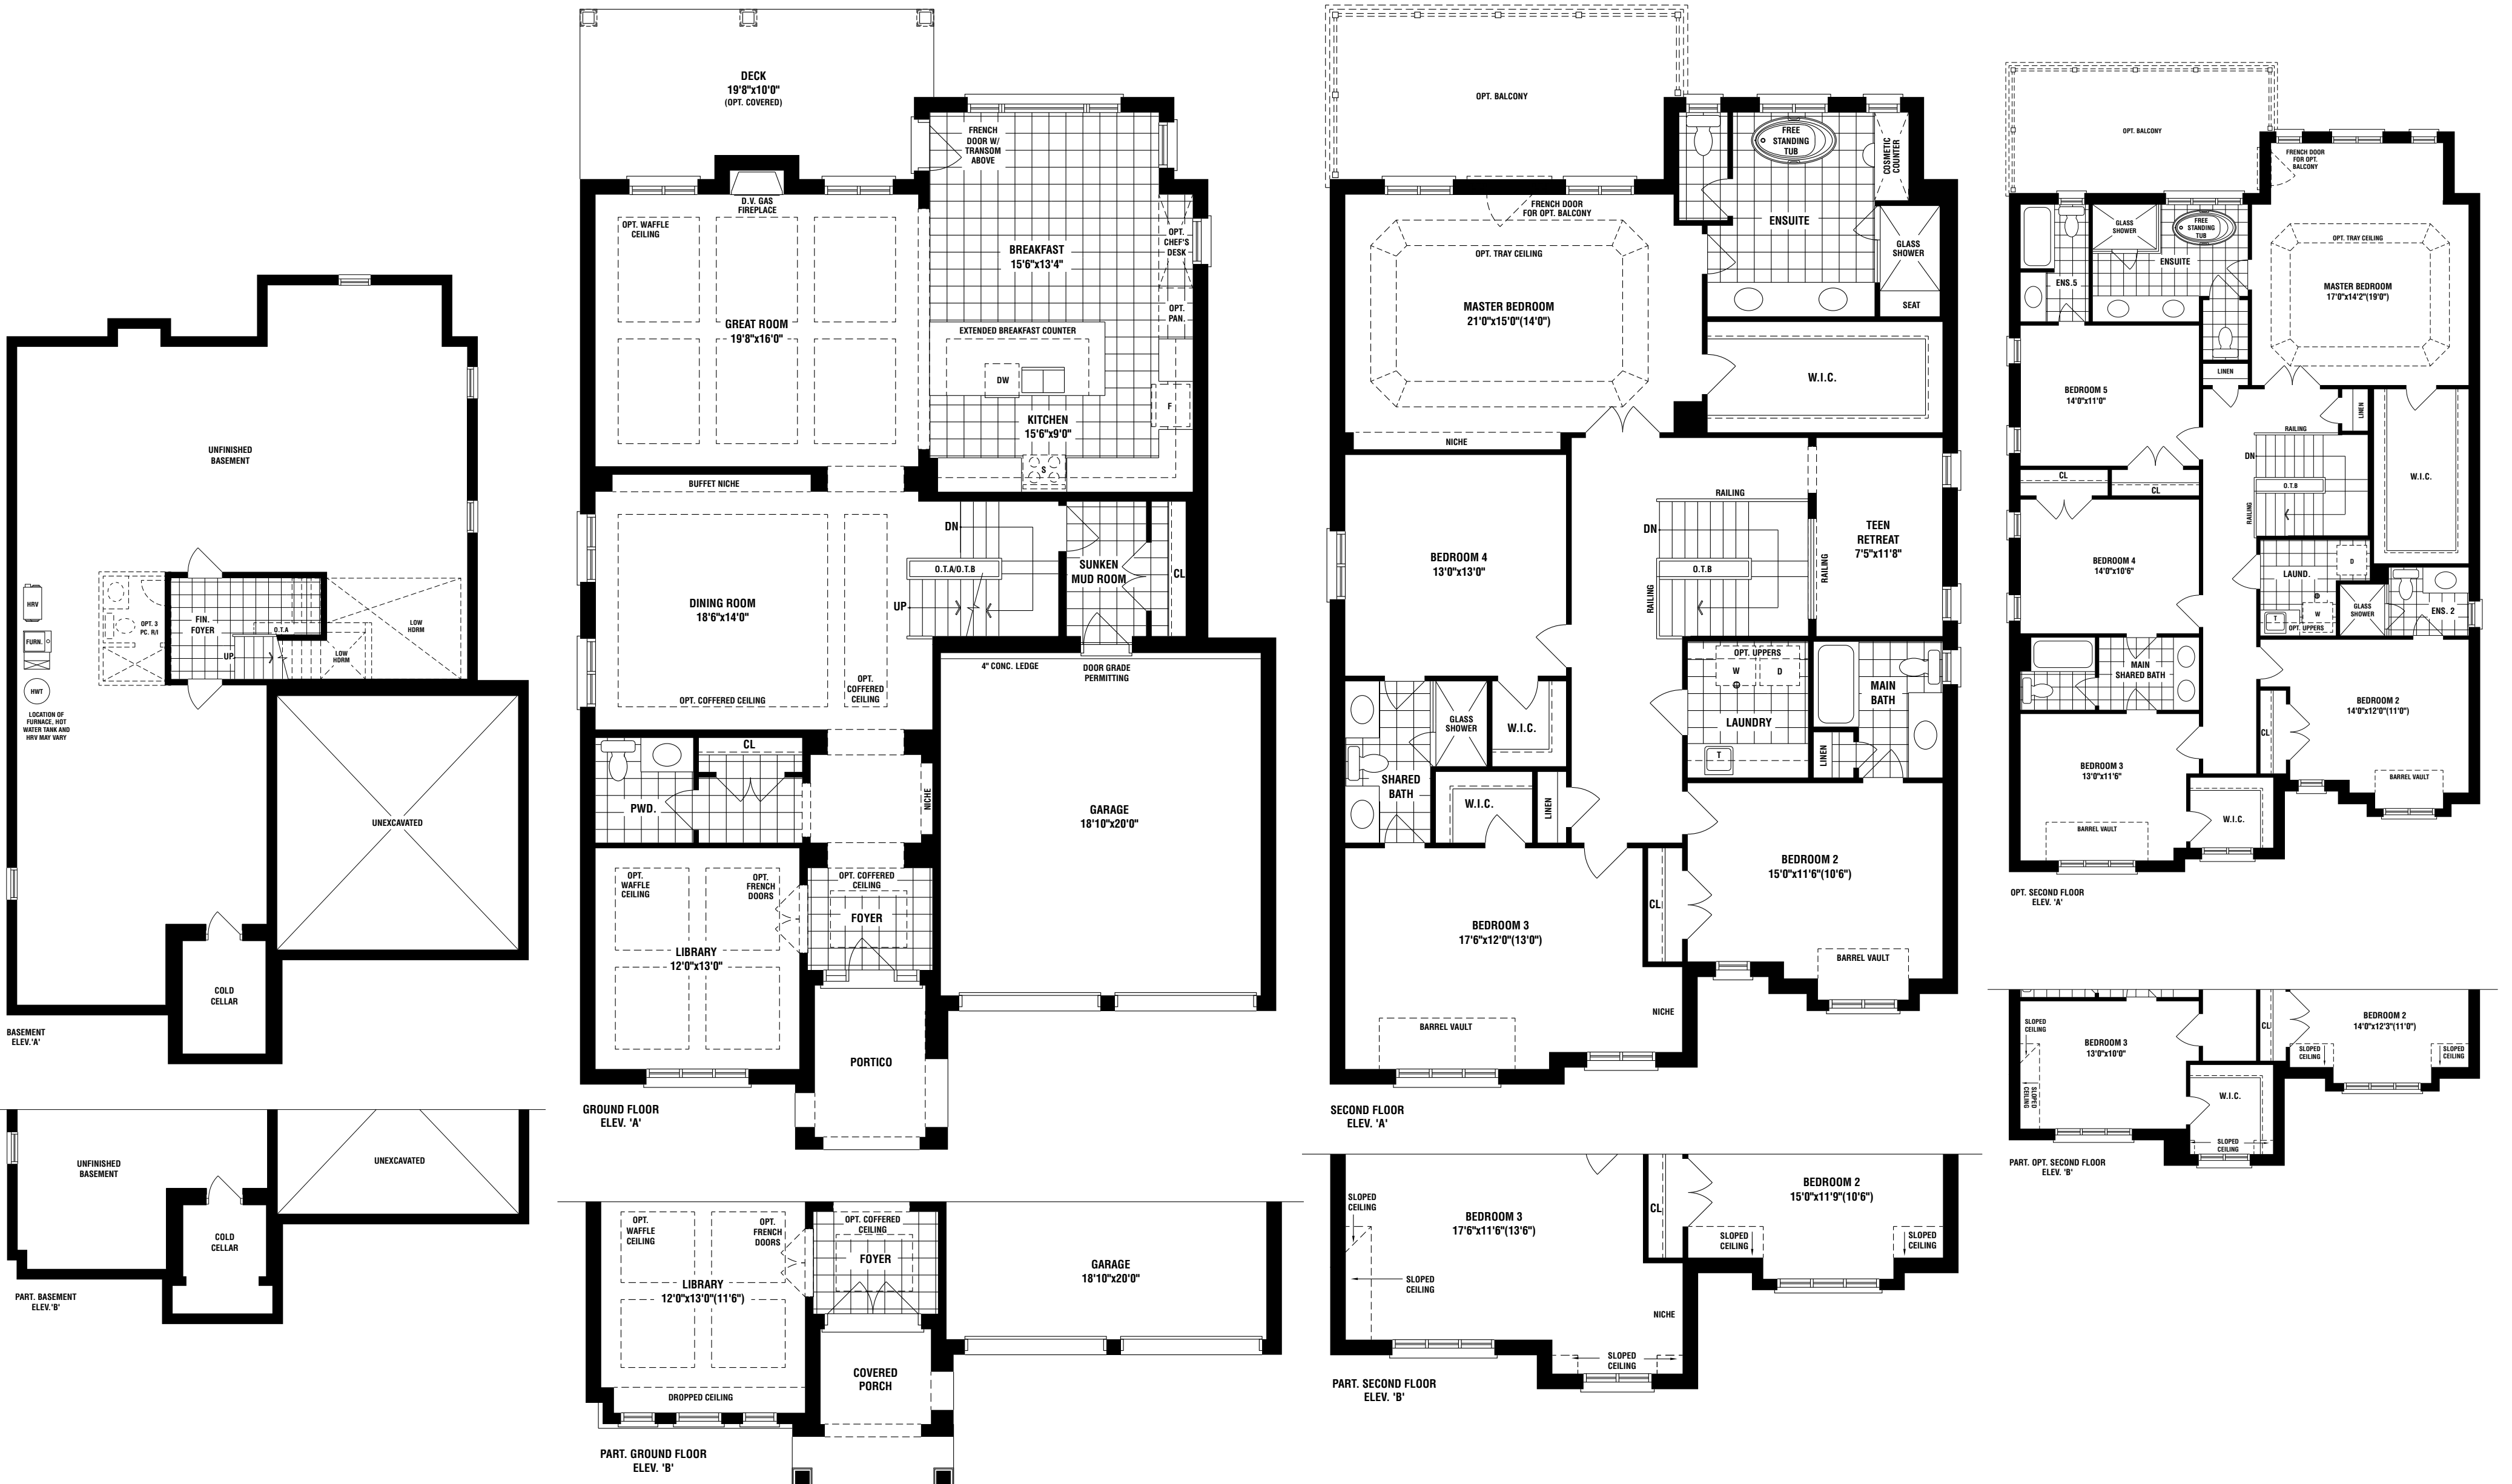 UNFINISHED
BASEMENT
HRV
FURN.
HWT
LOCATION OF
FURNACE, HOT
WATER TANK AND
HRV MAY VARY
OPT. 3
PC. R/I
FIN.
FOYER
O.T.A
UP
LOW
HDRM
LOW
HDRM
UNEXCAVATED
COLD
CELLAR
BASEMENT
ELEV.'A'
UNFINISHED
BASEMENT
UNEXCAVATED
COLD
CELLAR
PART. BASEMENT
ELEV.'B'
DECK
19'8"x10'0"
(OPT. COVERED)
FRENCH
DOOR W/
TRANSOM
ABOVE
D.V. GAS
FIREPLACE
OPT. WAFFLE
CEILING
GREAT ROOM
19'8"x16'0"
BREAKFAST
15'6"x13'4"
OPT.
CHEF'S
DESK
OPT.
PAN.
EXTENDED BREAKFAST COUNTER
DW
F
KITCHEN
15'6"x9'0"
S
BUFFET NICHE
DN
O.T.A/O.T.B
UP
SUNKEN
MUD ROOM
CL
DINING ROOM
18'6"x14'0"
OPT. COFFERED CEILING
OPT.
COFFERED
CEILING
4" CONC. LEDGE
DOOR GRADE
PERMITTING
CL
PWD.
NICHE
GARAGE
18'10"x20'0"
OPT.
WAFFLE
CEILING
OPT.
FRENCH
DOORS
OPT. COFFERED
CEILING
FOYER
LIBRARY
12'0"x13'0"
PORTICO
GROUND FLOOR
ELEV. 'A'
OPT.
WAFFLE
CEILING
OPT.
FRENCH
DOORS
OPT. COFFERED
CEILING
FOYER
LIBRARY
12'0"x13'0"(11'6")
GARAGE
18'10"x20'0"
DROPPED CEILING
COVERED
PORCH
PART. GROUND FLOOR
ELEV. 'B'
OPT. BALCONY
FREE
STANDING
TUB
COSMETIC
COUNTER
FRENCH DOOR
FOR OPT. BALCONY
ENSUITE
GLASS
SHOWER
SEAT
OPT. TRAY CEILING
MASTER BEDROOM
21'0"x15'0"(14'0")
W.I.C.
NICHE
RAILING
DN
O.T.B
RAILING
RAILING
TEEN
RETREAT
7'5"x11'8"
BEDROOM 4
13'0"x13'0"
OPT. UPPERS
W
D
LAUNDRY
T
MAIN
BATH
LINEN
GLASS
SHOWER
W.I.C.
SHARED
BATH
W.I.C.
LINEN
BEDROOM 2
15'0"x11'6"(10'6")
CL
BEDROOM 3
17'6"x12'0"(13'0")
BARREL VAULT
NICHE
BARREL VAULT
SECOND FLOOR
ELEV. 'A'
SLOPED
CEILING
BEDROOM 3
17'6"x11'6"(13'6")
SLOPED
CEILING
CL
BEDROOM 2
15'0"x11'9"(10'6")
SLOPED
CEILING
SLOPED
CEILING
NICHE
SLOPED
CEILING
PART. SECOND FLOOR
ELEV. 'B'
OPT. BALCONY
FRENCH DOOR
FOR OPT.
BALCONY
GLASS
SHOWER
FREE
STANDING
TUB
ENSUITE
ENS.5
OPT. TRAY CEILING
MASTER BEDROOM
17'0"x14'2"(19'0")
LINEN
BEDROOM 5
14'0"x11'0"
LINEN
RAILING
DN
O.T.B
RAILING
W.I.C.
CL
CL
BEDROOM 4
14'0"x10'6"
LAUND.
D
W
T
OPT. UPPERS
GLASS
SHOWER
ENS. 2
MAIN
SHARED BATH
BEDROOM 2
14'0"x12'0"(11'0")
CL
BEDROOM 3
13'0"x11'6"
BARREL VAULT
W.I.C.
BARREL VAULT
OPT. SECOND FLOOR
ELEV. 'A'
SLOPED
CEILING
BEDROOM 3
13'0"x10'0"
SLOPED
CEILING
CL
BEDROOM 2
14'0"x12'3"(11'0")
SLOPED
CEILING
SLOPED
CEILING
W.I.C.
SLOPED
CEILING
PART. OPT. SECOND FLOOR
ELEV. 'B'